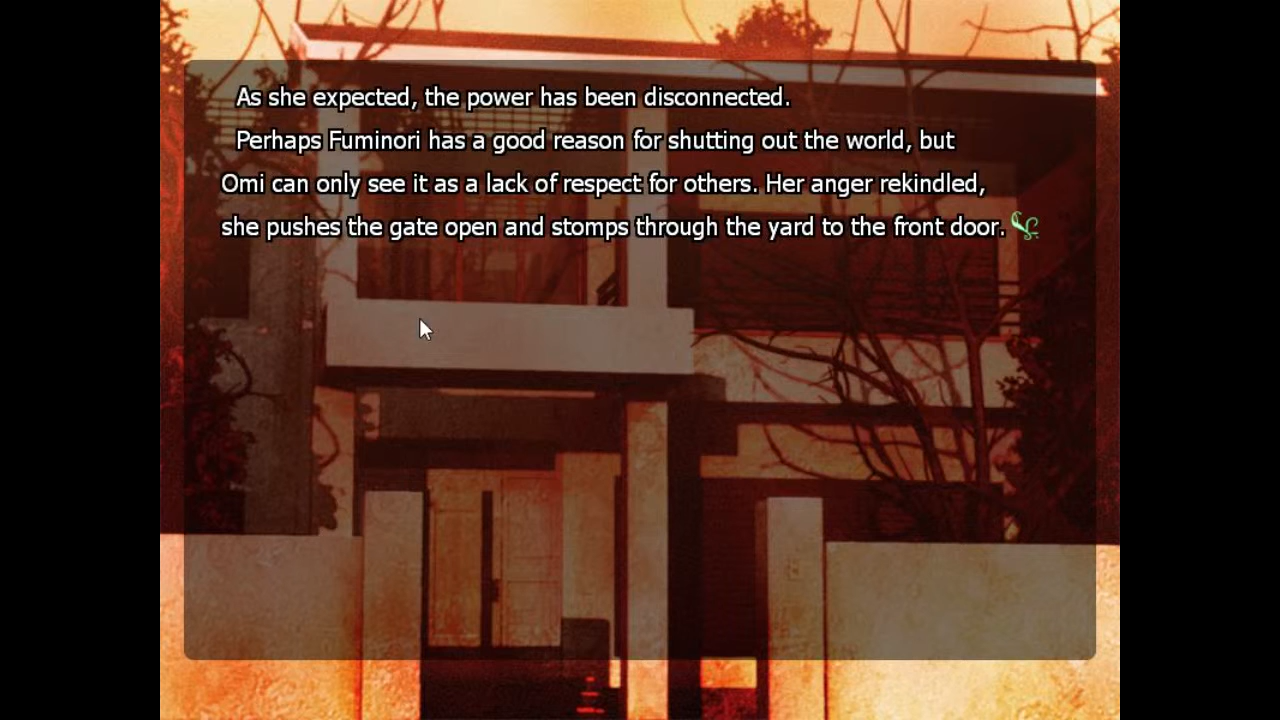 As she expected, the power has been disconnected.
Perhaps Fuminori has a good reason for shutting out the world, but
Omi can only see it as a lack of respect for others. Her anger rekindled,
she pushes the gate open and stomps through the yard to the front door.